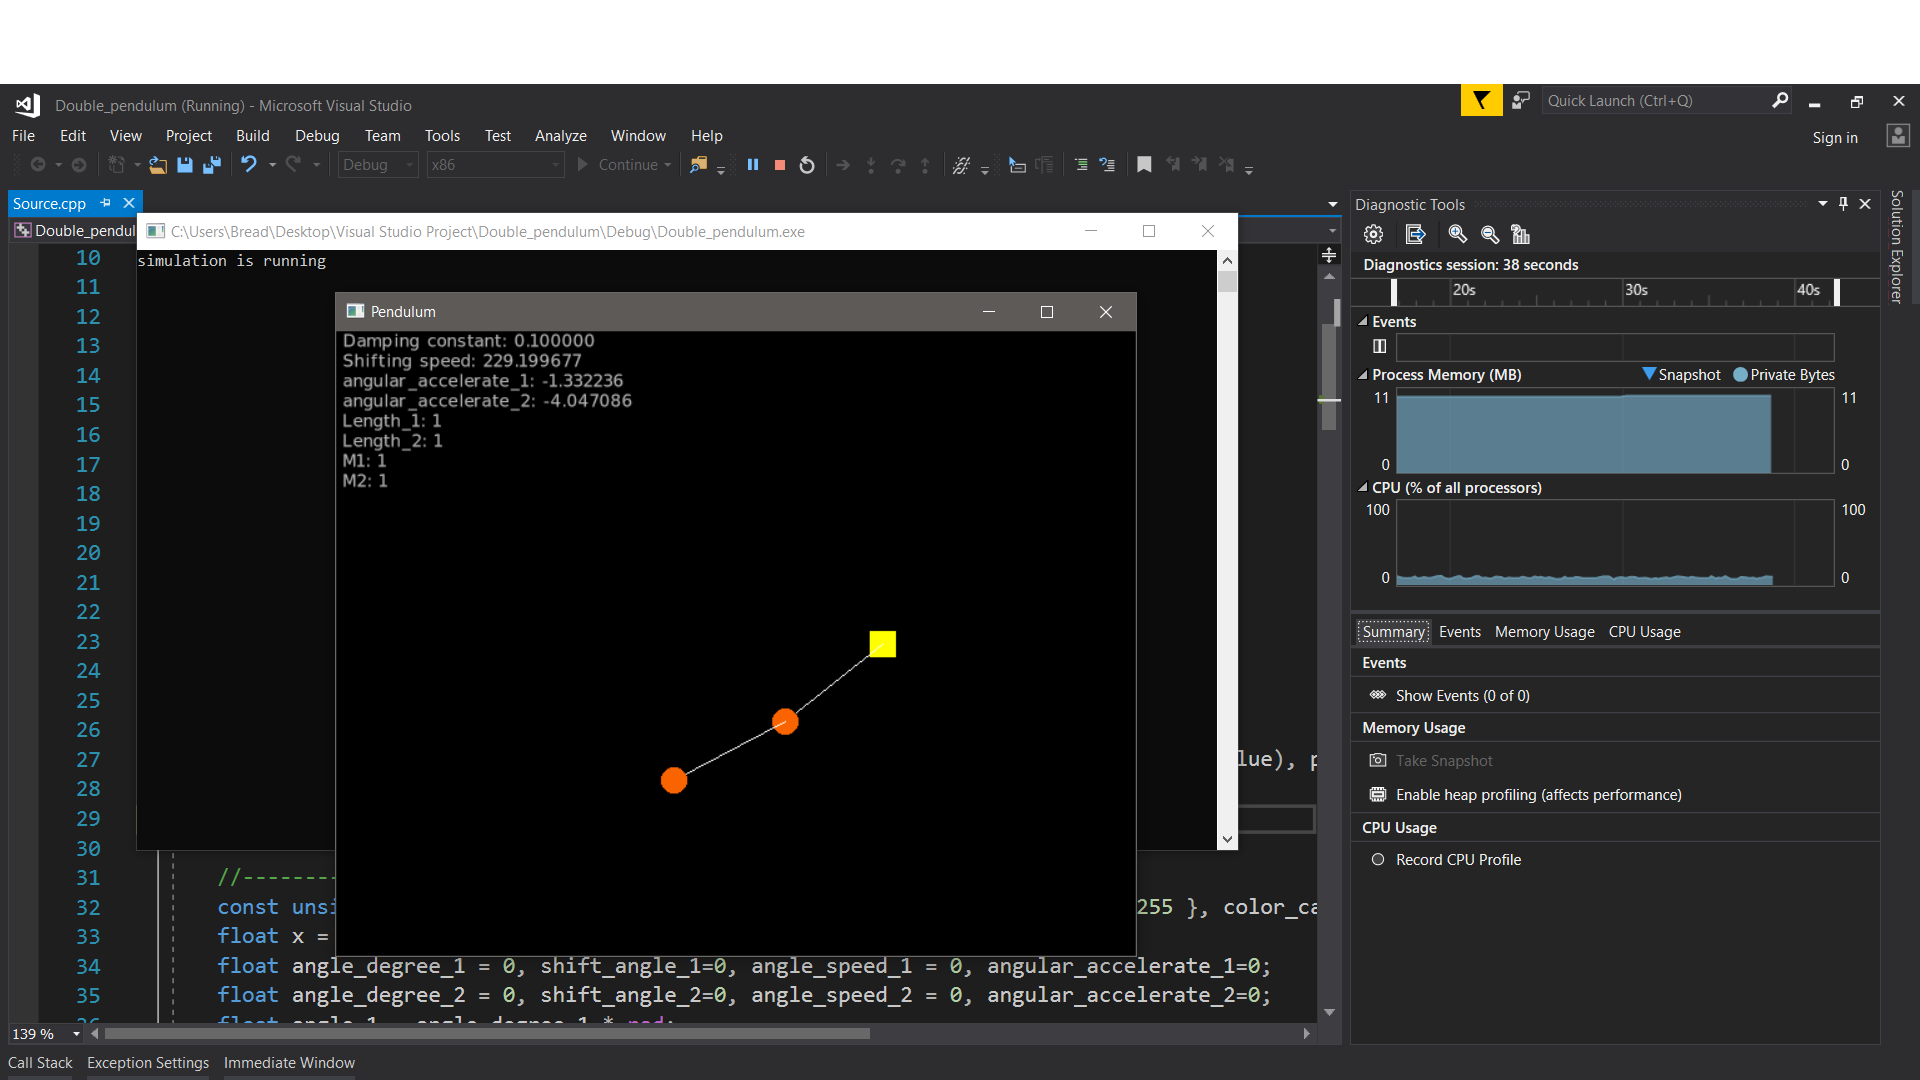 Double_pendulum (Running) - Microsoft Visual Studio
Quick Launch (Ctrl+Q)
File Edit View Project Build Debug Team Tools Test Analyze Window Help
Sign in
Debug x86 Continue
Source.cpp
Double_pendul
C:\Users\Bread\Desktop\Visual Studio Project\Double_pendulum\Debug\Double_pendulum.exe
simulation is running
Pendulum
Damping constant: 0.100000
Shifting speed: 229.199677
angular_accelerate_1: -1.332236
angular_accelerate_2: -4.047086
Length_1: 1
Length_2: 1
M1: 1
M2: 1
10
11
12
13
14
15
16
17
18
19
20
21
22
23
24
25
26
27 lue), p
28
29
30
31 //---------
32 const unsi 255 }, color_ca
33 float x =
34 float angle_degree_1 = 0, shift_angle_1=0, angle_speed_1 = 0, angular_accelerate_1=0;
35 float angle_degree_2 = 0, shift_angle_2=0, angle_speed_2 = 0, angular_accelerate_2=0;
139 %
Call Stack Exception Settings Immediate Window
Diagnostic Tools
Diagnostics session: 38 seconds
20s 30s 40s
Events
Process Memory (MB) Snapshot Private Bytes
11 11
0 0
CPU (% of all processors)
100 100
0 0
Summary Events Memory Usage CPU Usage
Events
Show Events (0 of 0)
Memory Usage
Take Snapshot
Enable heap profiling (affects performance)
CPU Usage
Record CPU Profile
Solution Explorer